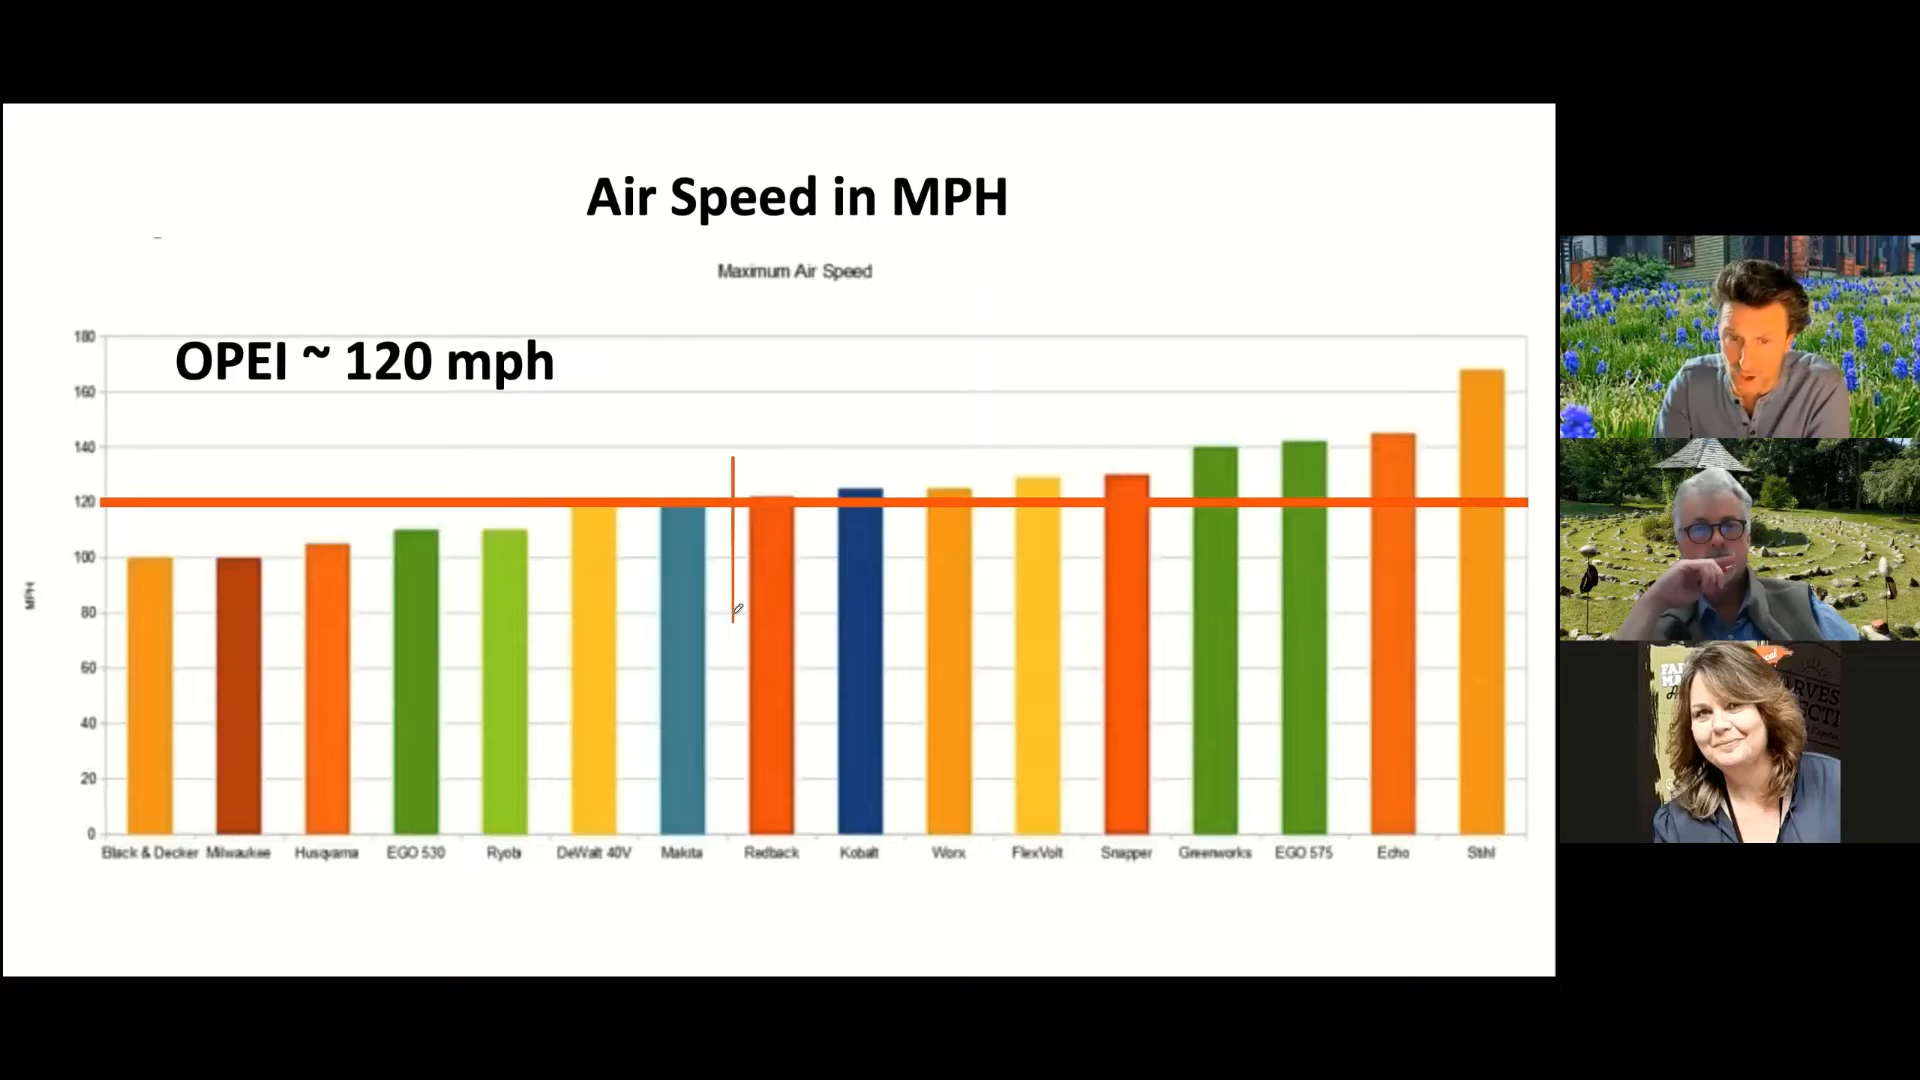 Air Speed in MPH
Maximum Air Speed
OPEI ~ 120 mph
MPH
180
160
140
120
100
80
60
40
20
0
Black & Decker Milwaukee Husqvarna EGO 530 Ryobi DeWalt 40V Makita Redback Kobalt Worx FlexVolt Snapper Greenworks EGO 575 Echo Stihl